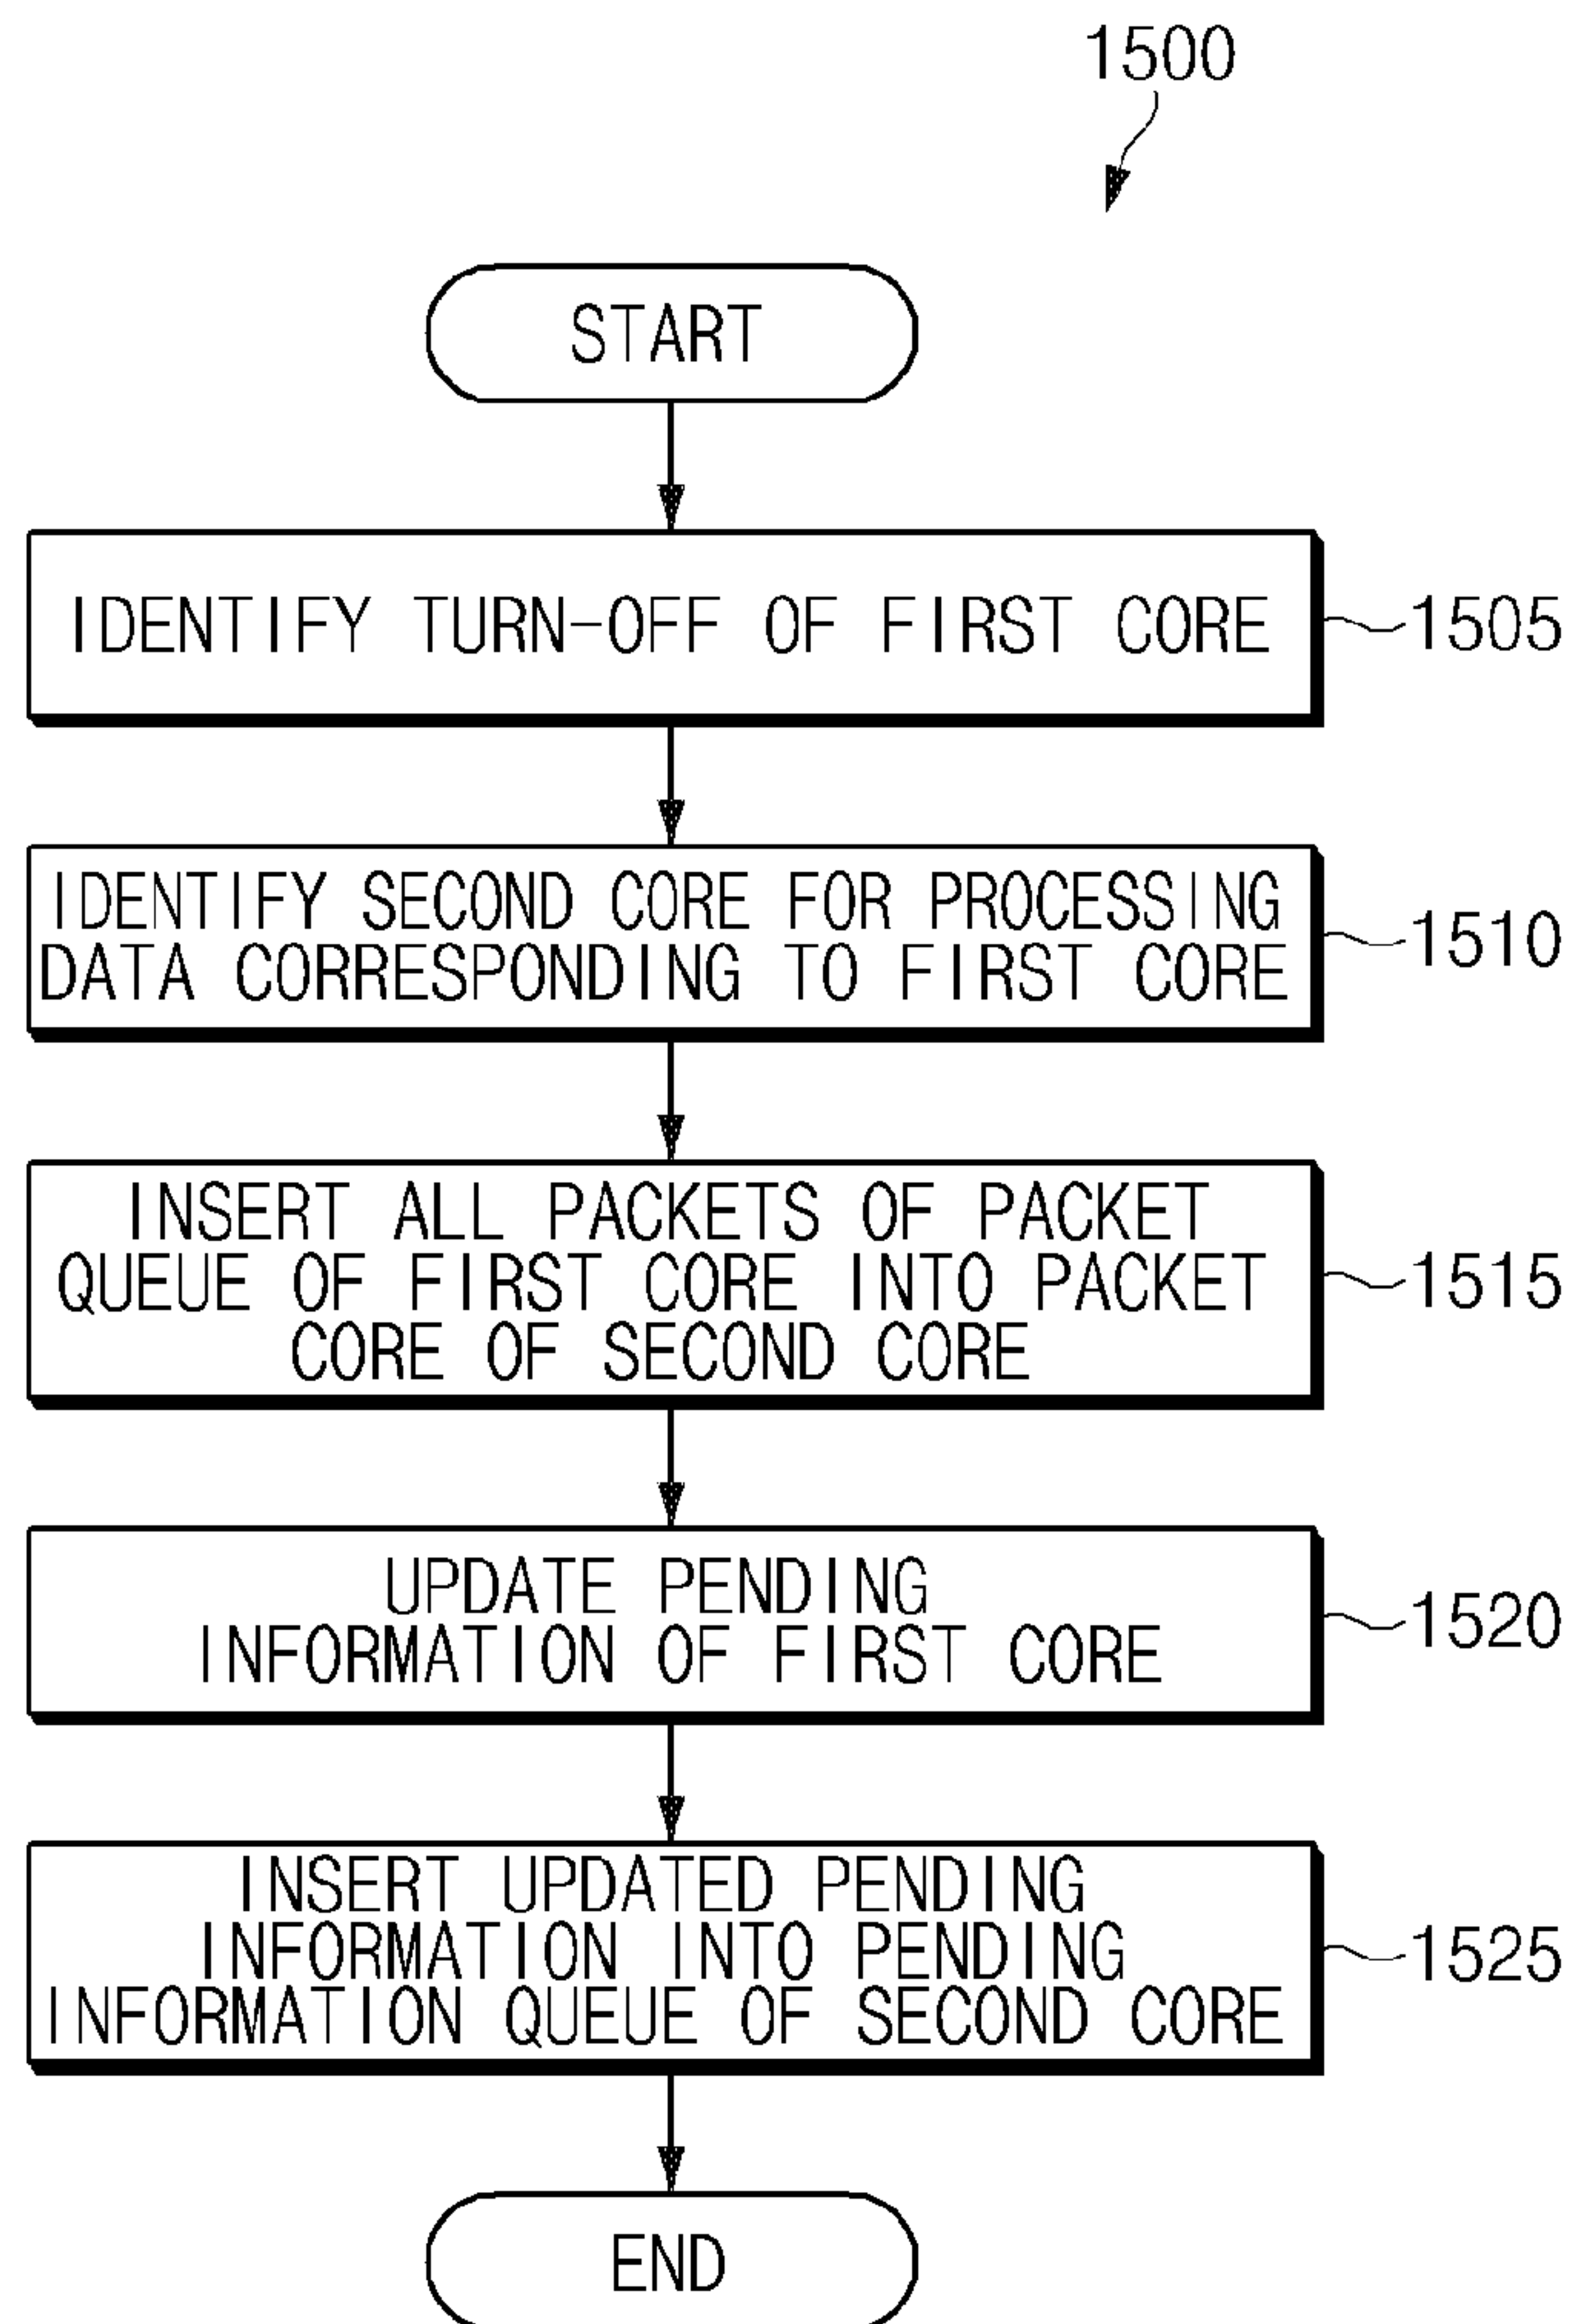 1500
START
IDENTIFY TURN-OFF OF FIRST CORE
1505
IDENTIFY SECOND CORE FOR PROCESSING
DATA CORRESPONDING TO FIRST CORE
1510
INSERT ALL PACKETS OF PACKET
QUEUE OF FIRST CORE INTO PACKET
CORE OF SECOND CORE
1515
UPDATE PENDING
INFORMATION OF FIRST CORE
1520
INSERT UPDATED PENDING
INFORMATION INTO PENDING
INFORMATION QUEUE OF SECOND CORE
1525
END